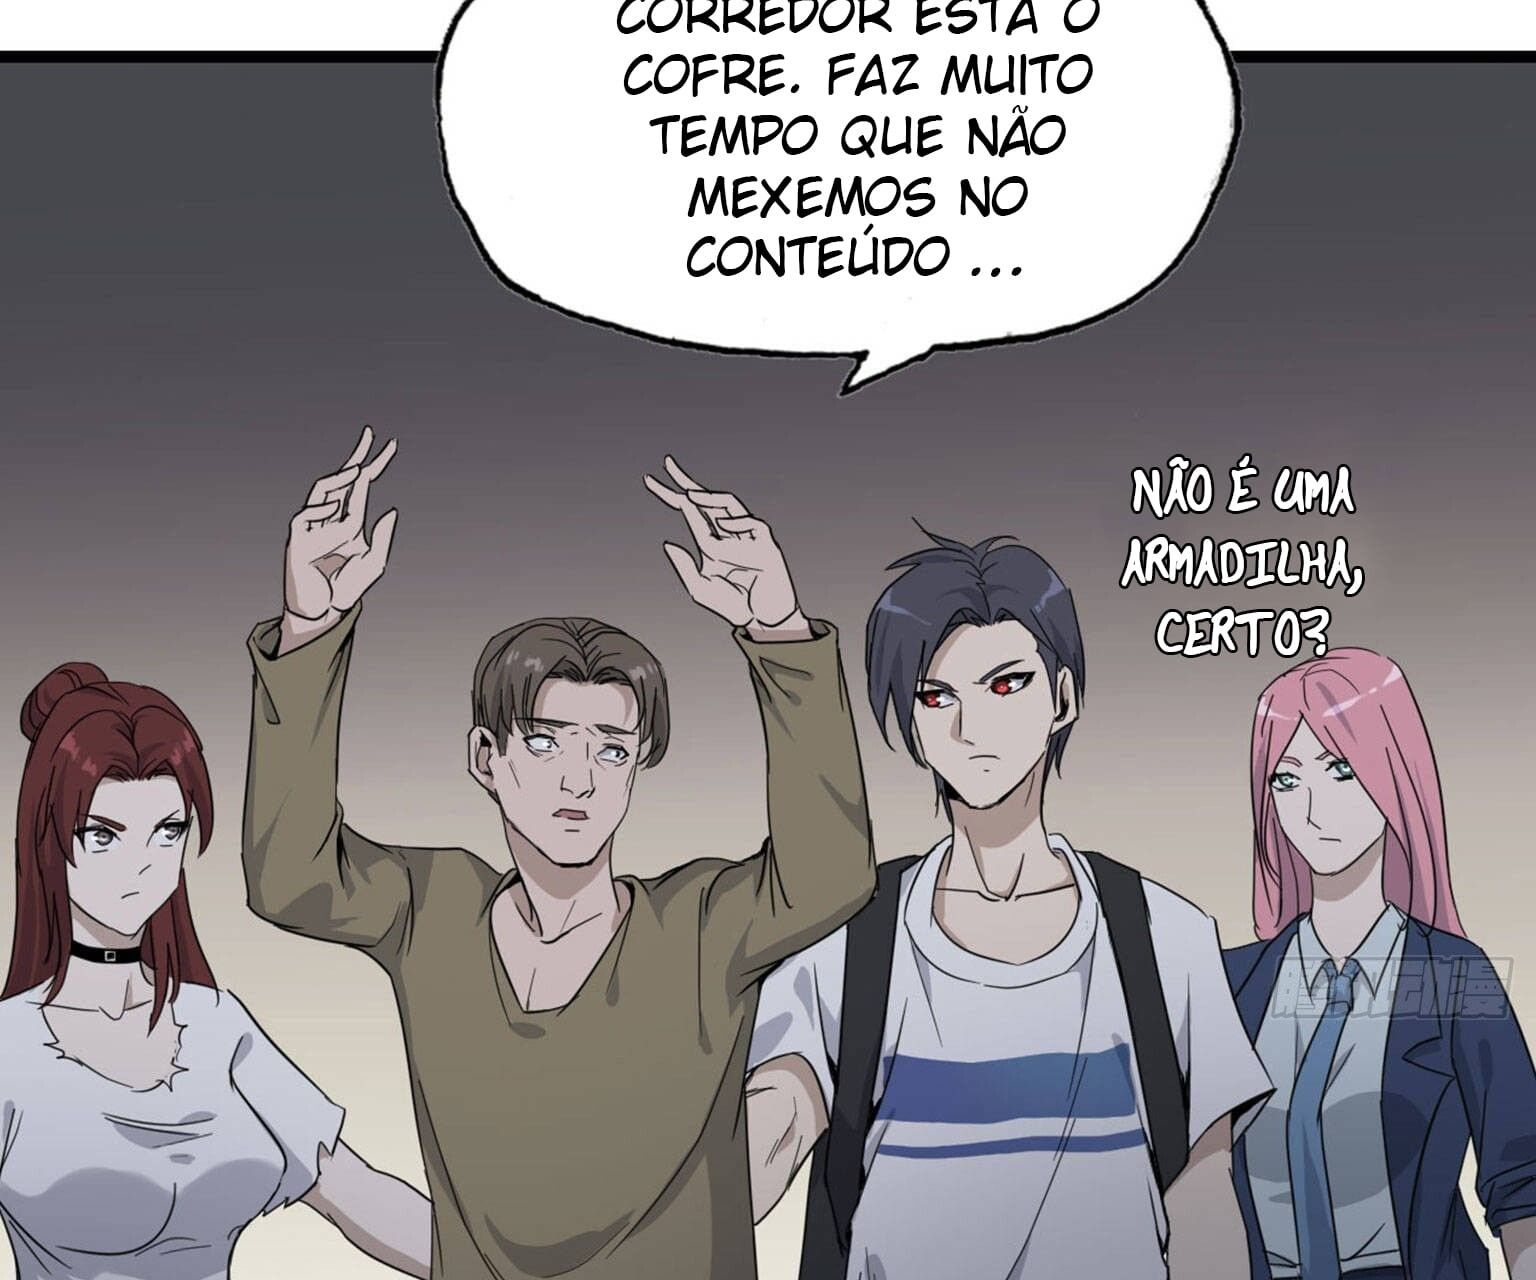 CORREDOR ESTÁ O
COFRE. FAZ MUITO
TEMPO QUE NÃO
MEXEMOS NO
CONTEÚDO ...
NÃO É UMA
ARMADILHA,
CERTO?